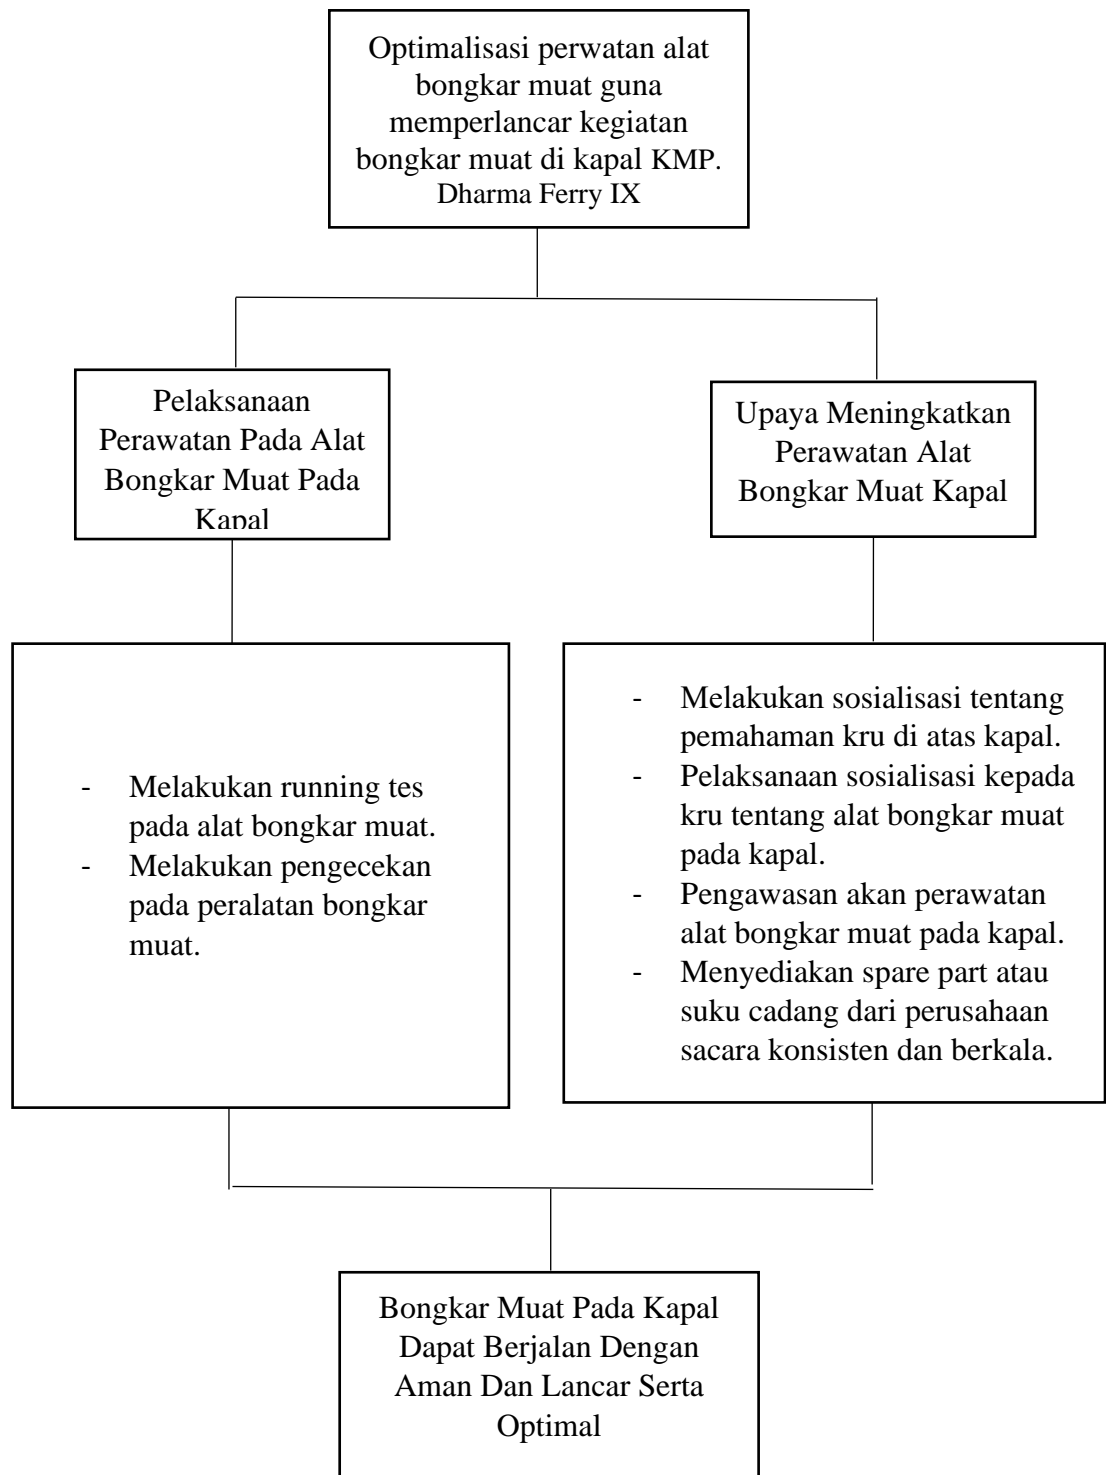 Optimalisasi perwatan alat
bongkar muat guna
memperlancar kegiatan
bongkar muat di kapal KMP.
Dharma Ferry IX
Pelaksanaan
Perawatan Pada Alat
Bongkar Muat Pada
Kapal
Upaya Meningkatkan
Perawatan Alat
Bongkar Muat Kapal
- Melakukan running tes
pada alat bongkar muat.
- Melakukan pengecekan
pada peralatan bongkar
muat.
- Melakukan sosialisasi tentang
pemahaman kru di atas kapal.
- Pelaksanaan sosialisasi kepada
kru tentang alat bongkar muat
pada kapal.
- Pengawasan akan perawatan
alat bongkar muat pada kapal.
- Menyediakan spare part atau
suku cadang dari perusahaan
sacara konsisten dan berkala.
Bongkar Muat Pada Kapal
Dapat Berjalan Dengan
Aman Dan Lancar Serta
Optimal